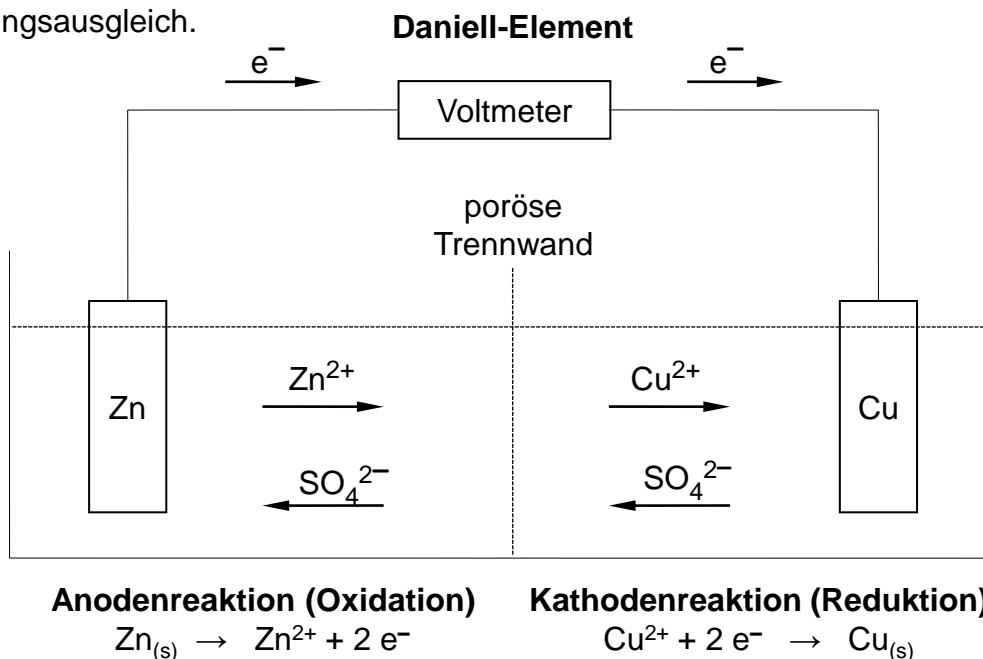 ngsausgleich.
Daniell-Element
e⁻ e⁻
Voltmeter
poröse
Trennwand
Zn²⁺ Cu²⁺
Zn Cu
SO₄²⁻ SO₄²⁻
Anodenreaktion (Oxidation) Kathodenreaktion (Reduktion)
Zn₍s₎ → Zn²⁺ + 2 e⁻ Cu²⁺ + 2 e⁻ → Cu₍s₎